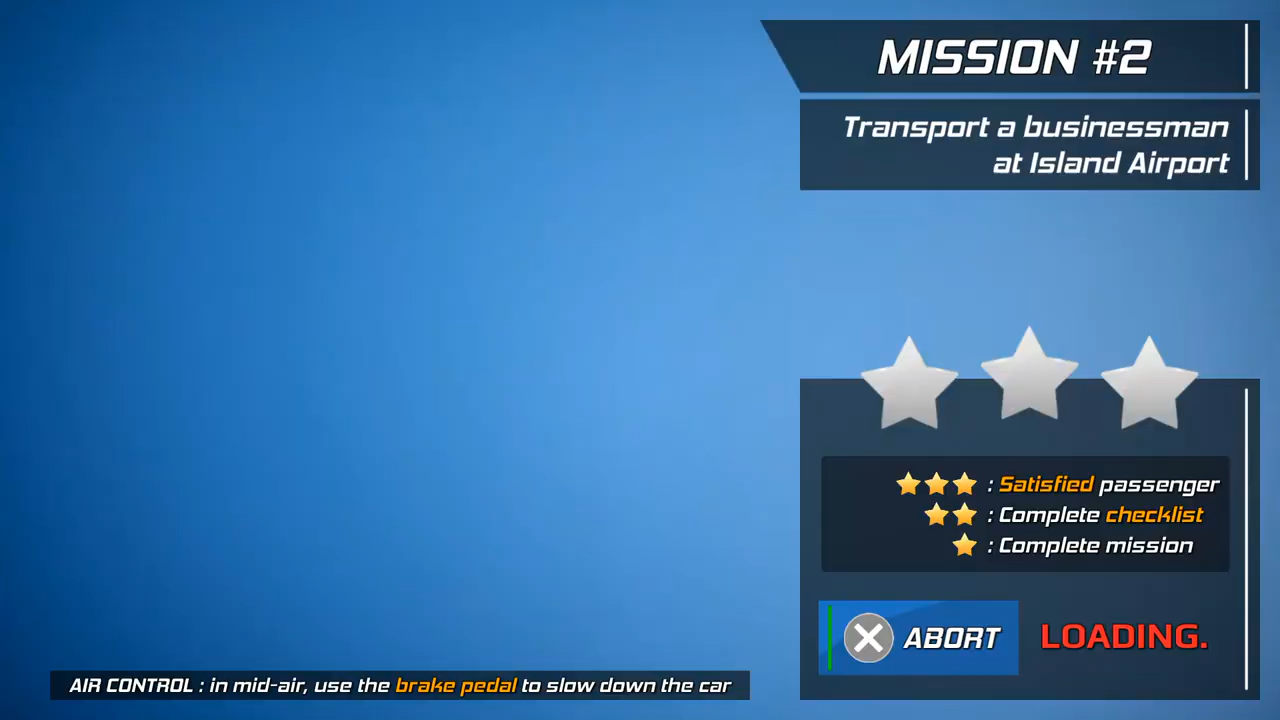 MISSION #2
Transport a businessman
at Island Airport
: Satisfied passenger
: Complete checklist
: Complete mission
ABORT
LOADING.
AIR CONTROL : in mid-air, use the brake pedal to slow down the car